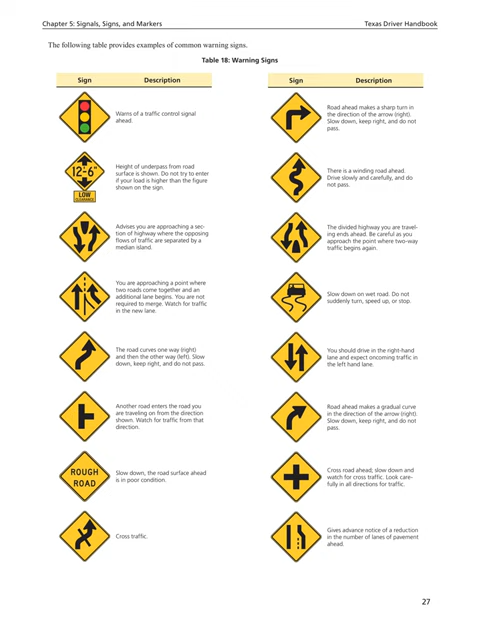 Chapter 5: Signals, Signs, and Markers
Texas Driver Handbook
The following table provides examples of common warning signs.
Table 18: Warning Signs
Sign
Description
Warns of a traffic control signal
ahead.
12-6"
LOW
CLEARANCE
Height of underpass from road
surface is shown. Do not try to enter
if your load is higher than the figure
shown on the sign.
Advises you are approaching a sec-
tion of highway where the opposing
flows of traffic are separated by a
median island.
You are approaching a point where
two roads come together and an
additional lane begins. You are not
required to merge. Watch for traffic
in the new lane.
The road curves one way (right)
and then the other way (left). Slow
down, keep right, and do not pass.
Another road enters the road you
are traveling on from the direction
shown. Watch for traffic from that
direction.
ROUGH
ROAD
Slow down, the road surface ahead
is in poor condition.
Cross traffic.
Sign
Description
Road ahead makes a sharp turn in
the direction of the arrow (right).
Slow down, keep right, and do not
pass.
There is a winding road ahead.
Drive slowly and carefully, and do
not pass.
The divided highway you are travel-
ing ends ahead. Be careful as you
approach the point where two-way
traffic begins again.
Slow down on wet road. Do not
suddenly turn, speed up, or stop.
You should drive in the right-hand
lane and expect oncoming traffic in
the left hand lane.
Road ahead makes a gradual curve
in the direction of the arrow (right).
Slow down, keep right, and do not
pass.
Cross road ahead; slow down and
watch for cross traffic. Look care-
fully in all directions for traffic.
Gives advance notice of a reduction
in the number of lanes of pavement
ahead.
27